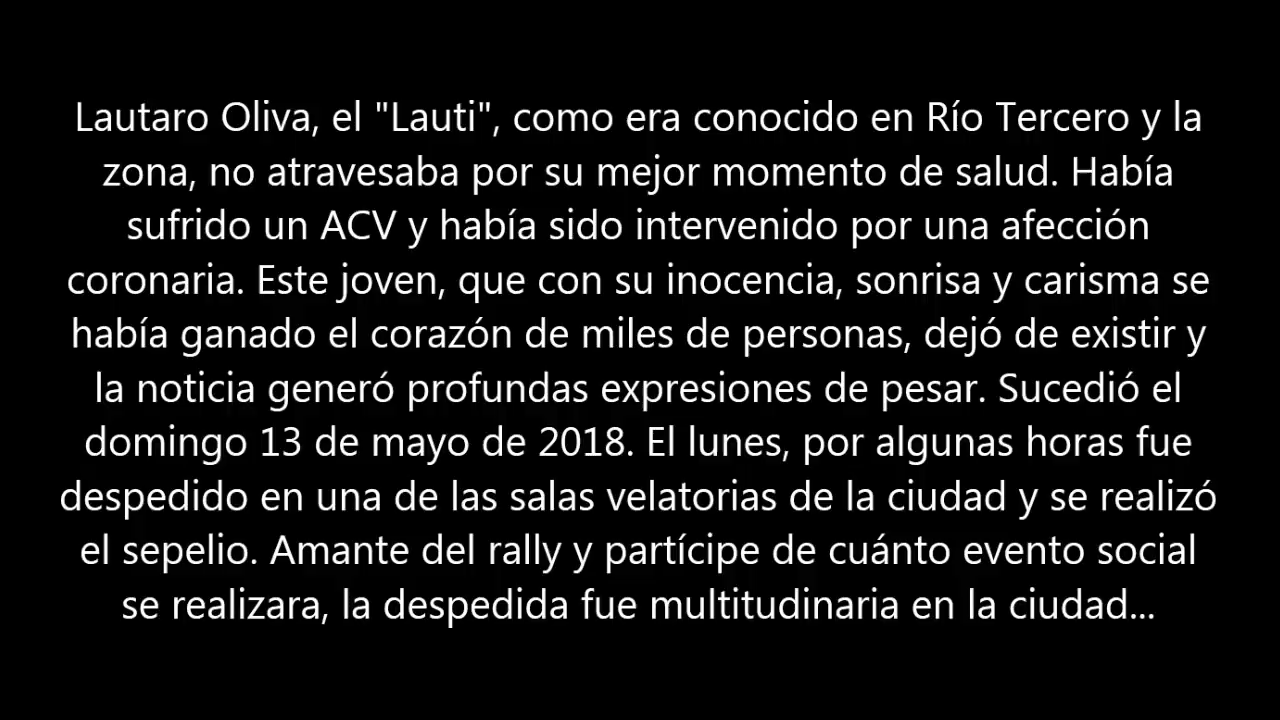 Lautaro Oliva, el "Lauti", como era conocido en Río Tercero y la
zona, no atravesaba por su mejor momento de salud. Había
sufrido un ACV y había sido intervenido por una afección
coronaria. Este joven, que con su inocencia, sonrisa y carisma se
había ganado el corazón de miles de personas, dejó de existir y
la noticia generó profundas expresiones de pesar. Sucedió el
domingo 13 de mayo de 2018. El lunes, por algunas horas fue
despedido en una de las salas velatorias de la ciudad y se realizó
el sepelio. Amante del rally y partícipe de cuánto evento social
se realizara, la despedida fue multitudinaria en la ciudad...